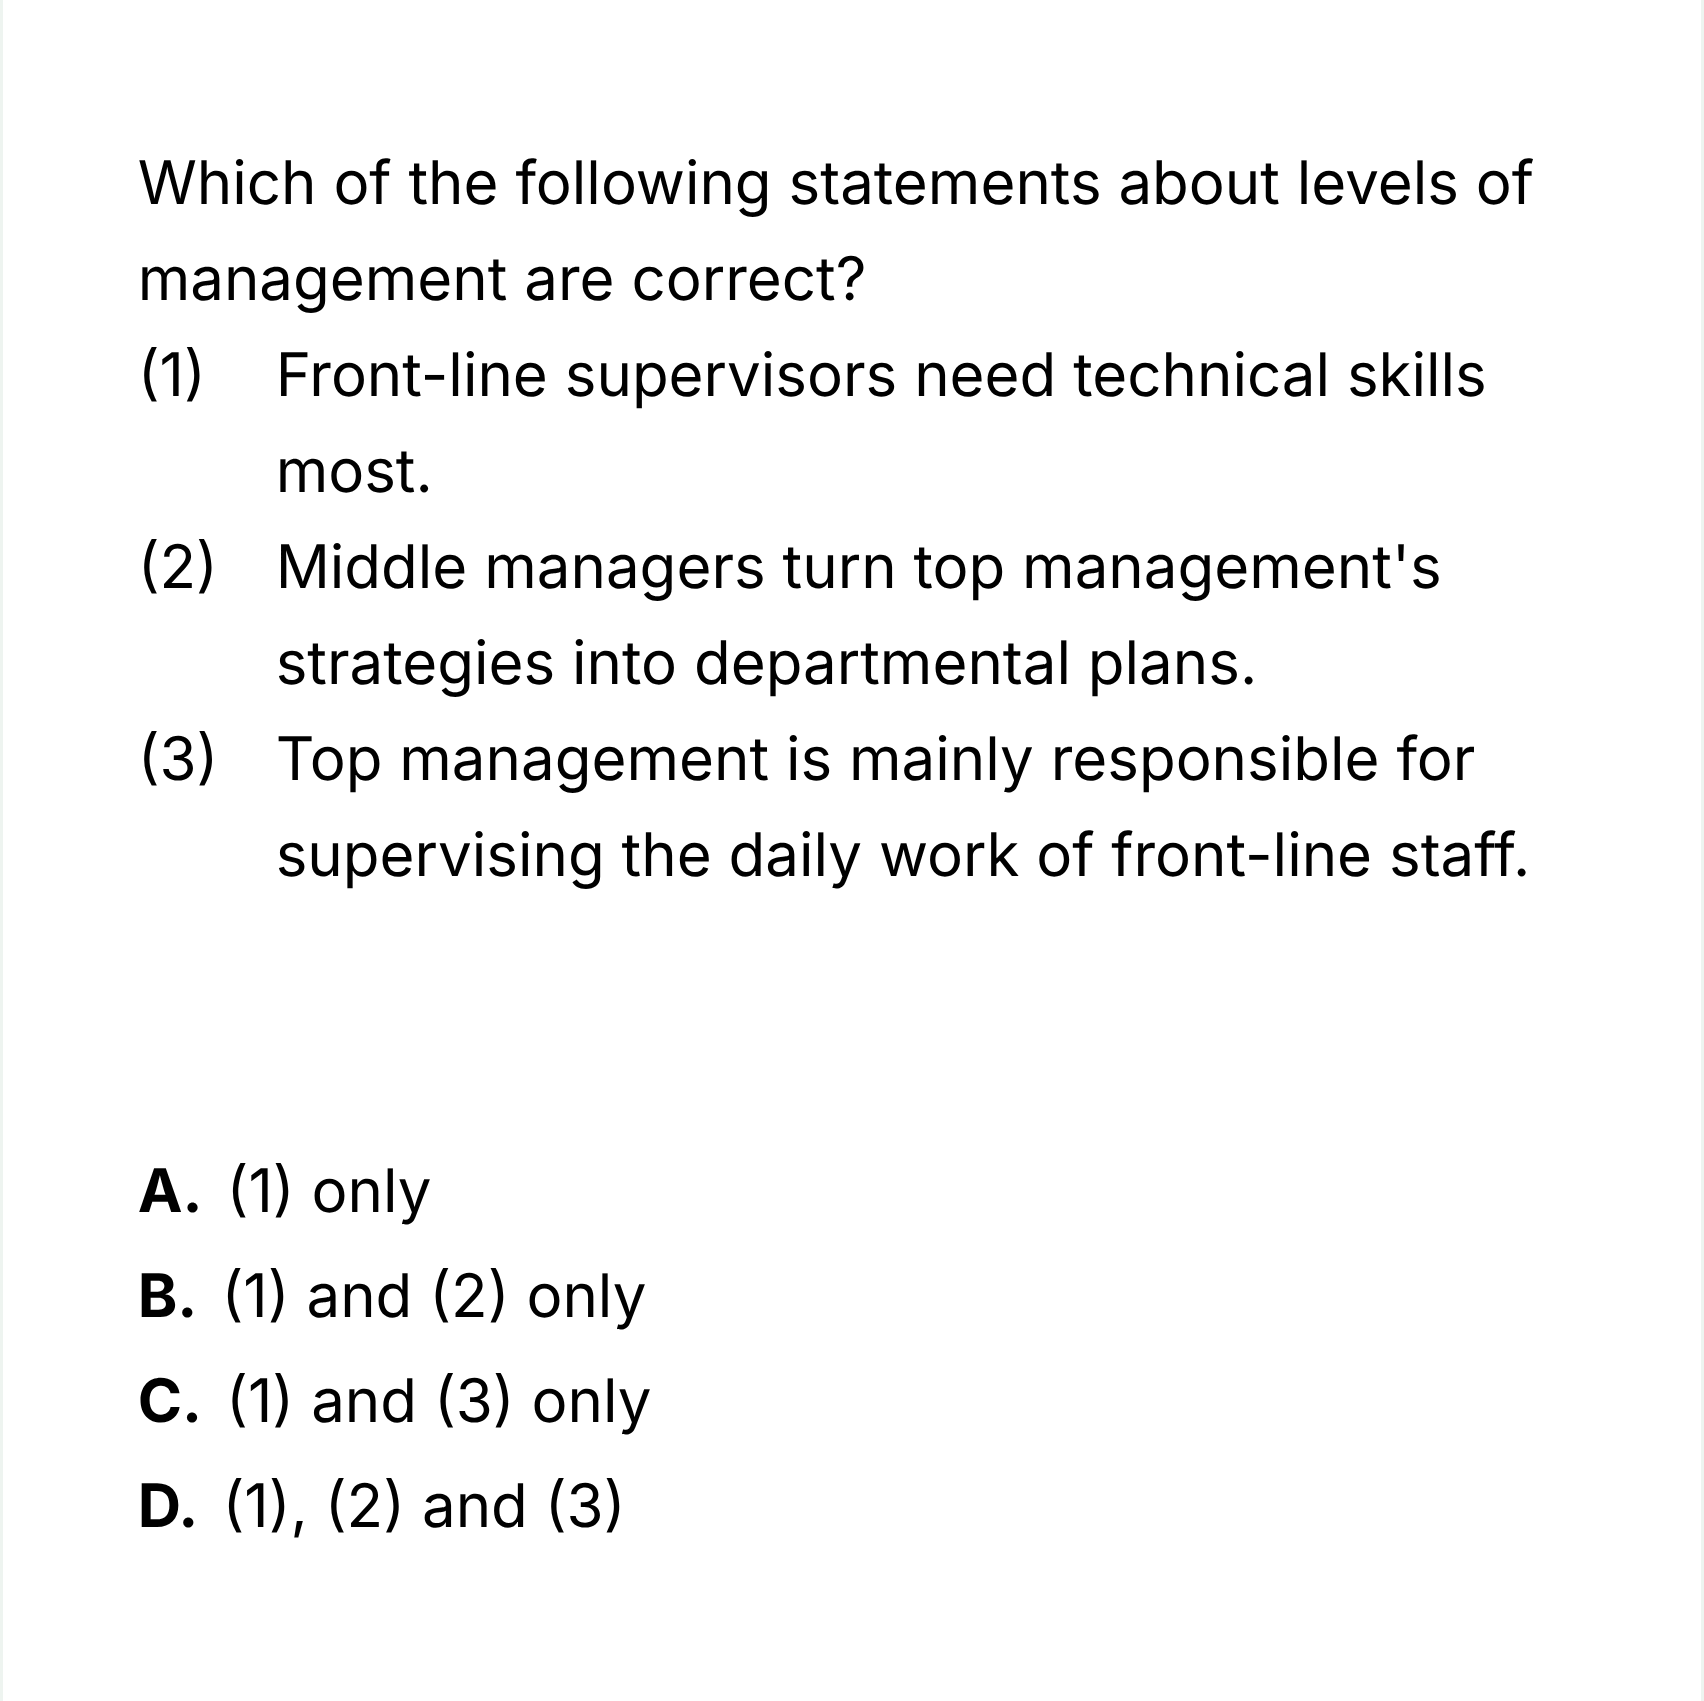 Which of the following statements about levels of
management are correct?
(1) Front-line supervisors need technical skills
most.
(2) Middle managers turn top management's
strategies into departmental plans.
(3) Top management is mainly responsible for
supervising the daily work of front-line staff.
A. (1) only
B. (1) and (2) only
C. (1) and (3) only
D. (1), (2) and (3)